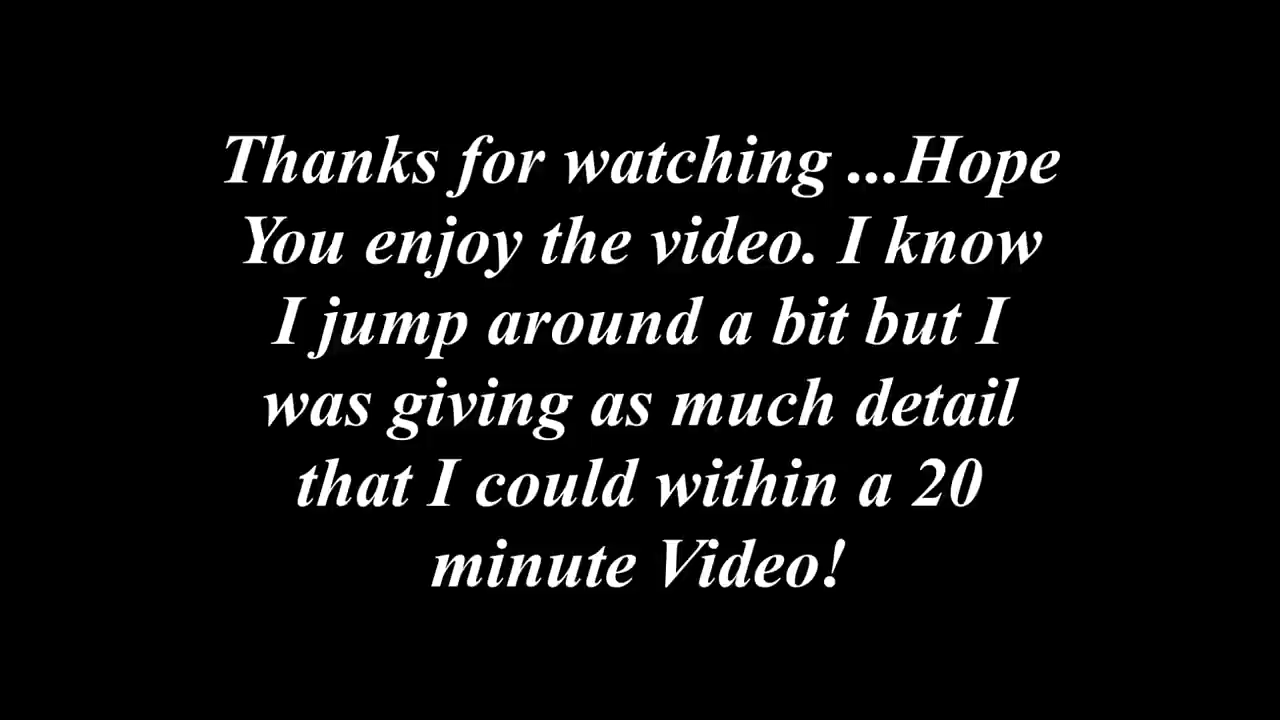 Thanks for watching ...Hope
You enjoy the video. I know
I jump around a bit but I
was giving as much detail
that I could within a 20
minute Video!